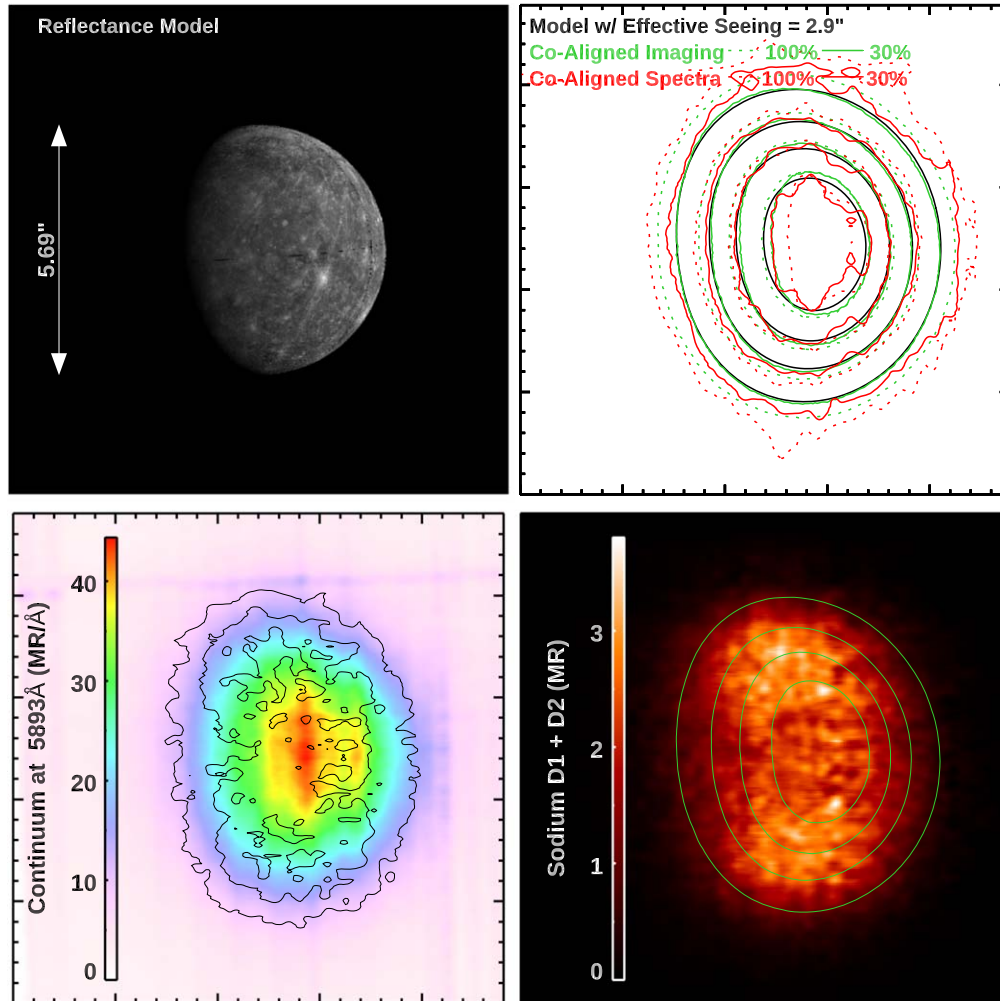 Reflectance Model
5.69"
Model w/ Effective Seeing = 2.9"
Co-Aligned Imaging 100% 30%
Co-Aligned Spectra 100% 30%
Continuum at 5893Å (MR/Å)
40
30
20
10
0
Sodium D1 + D2 (MR)
3
2
1
0